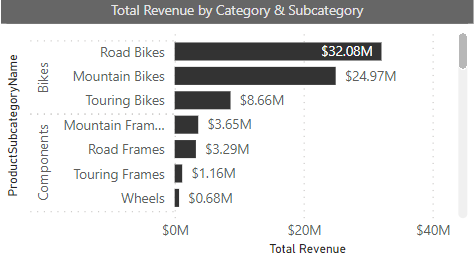 Total Revenue by Category & Subcategory
ProductSubcategoryName
Bikes
Road Bikes $32.08M
Mountain Bikes $24.97M
Touring Bikes $8.66M
Components
Mountain Fram... $3.65M
Road Frames $3.29M
Touring Frames $1.16M
Wheels $0.68M
$0M $20M $40M
Total Revenue